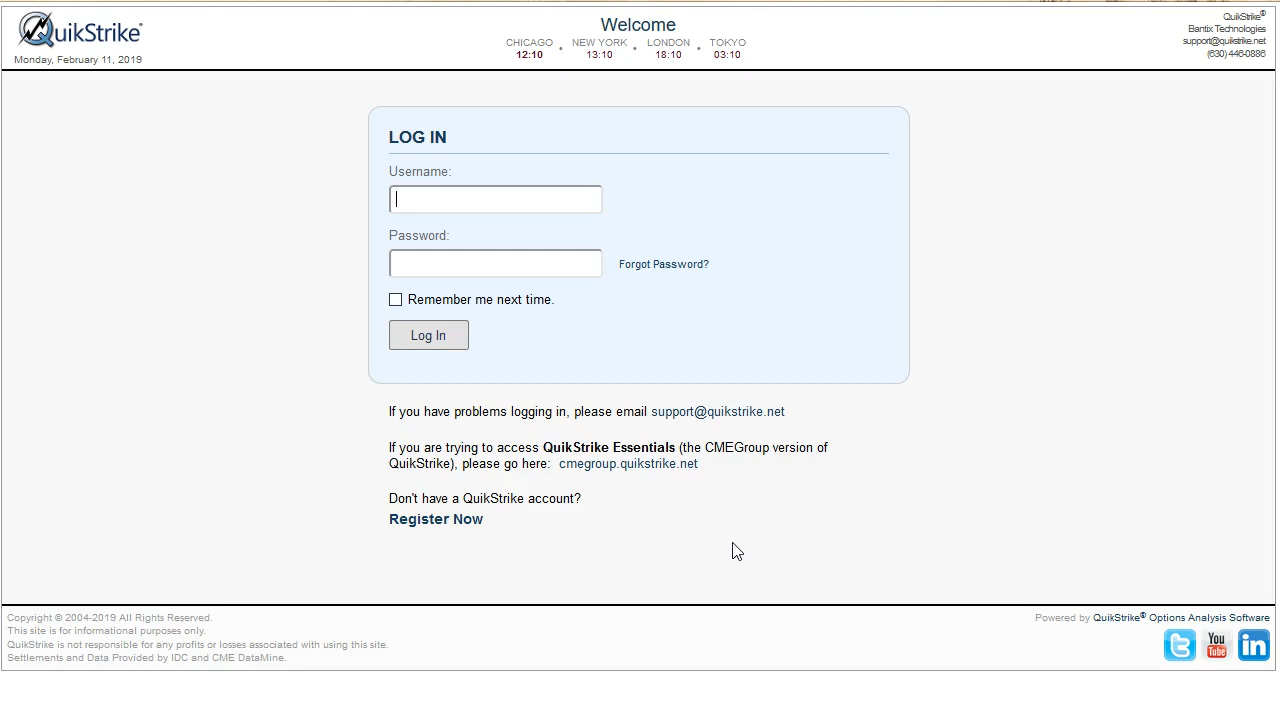 QuikStrike®
Monday, February 11, 2019
Welcome
CHICAGO • NEW YORK • LONDON • TOKYO
12:10 13:10 18:10 03:10
QuikStrike®
Bantix Technologies
support@quikstrike.net
(630) 446-0886
LOG IN
Username:
Password:
Forgot Password?
Remember me next time.
Log In
If you have problems logging in, please email support@quikstrike.net
If you are trying to access QuikStrike Essentials (the CMEGroup version of
QuikStrike), please go here: cmegroup.quikstrike.net
Don't have a QuikStrike account?
Register Now
Copyright © 2004-2019 All Rights Reserved.
This site is for informational purposes only.
QuikStrike is not responsible for any profits or losses associated with using this site.
Settlements and Data Provided by IDC and CME DataMine.
Powered by QuikStrike® Options Analysis Software
You
Tube
in